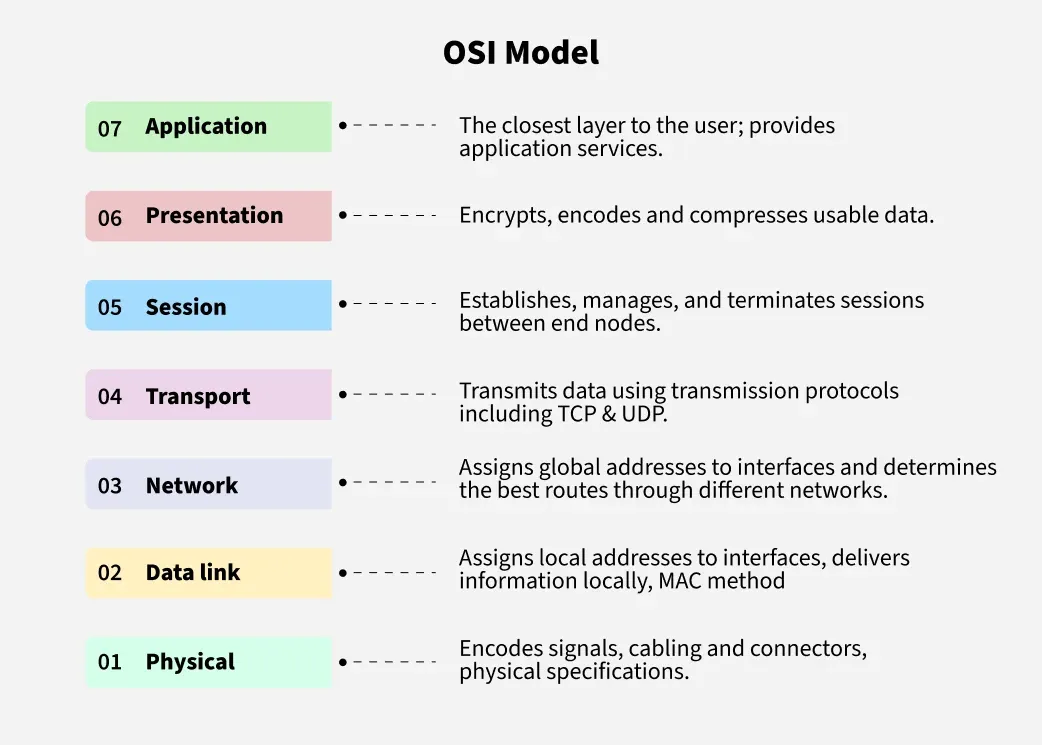 OSI Model
07 Application
The closest layer to the user; provides
application services.
06 Presentation
Encrypts, encodes and compresses usable data.
05 Session
Establishes, manages, and terminates sessions
between end nodes.
04 Transport
Transmits data using transmission protocols
including TCP & UDP.
03 Network
Assigns global addresses to interfaces and determines
the best routes through different networks.
02 Data link
Assigns local addresses to interfaces, delivers
information locally, MAC method
01 Physical
Encodes signals, cabling and connectors,
physical specifications.